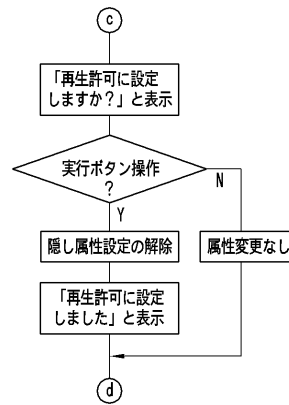 c
「再生許可に設定
しますか？」と表示
実行ボタン操作
？
N
Y
隠し属性設定の解除
属性変更なし
「再生許可に設定
しました」と表示
d